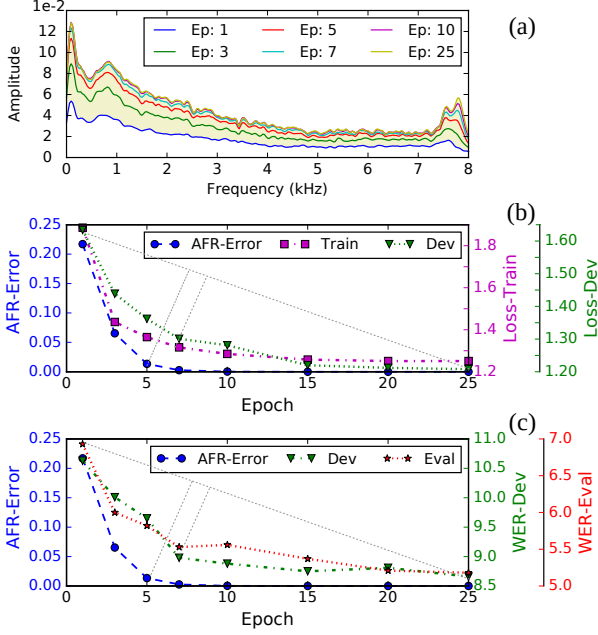 1e-2
(a)
Ep: 1 Ep: 5 Ep: 10
Ep: 3 Ep: 7 Ep: 25
Amplitude
14
12
10
8
6
4
2
0
0 1 2 3 4 5 6 7 8
Frequency (kHz)
(b)
AFR-Error Train Dev
AFR-Error
0.25
0.20
0.15
0.10
0.05
0.00
0 5 10 15 20 25
Epoch
Loss-Train
1.8
1.7
1.6
1.4
1.3
1.2
Loss-Dev
1.60
1.50
1.40
1.30
1.20
(c)
AFR-Error Dev Eval
AFR-Error
0.25
0.20
0.15
0.10
0.05
0.00
0 5 10 15 20 25
Epoch
WER-Dev
11.0
10.5
10.0
9.5
9.0
8.5
WER-Eval
7.0
6.5
6.0
5.5
5.0